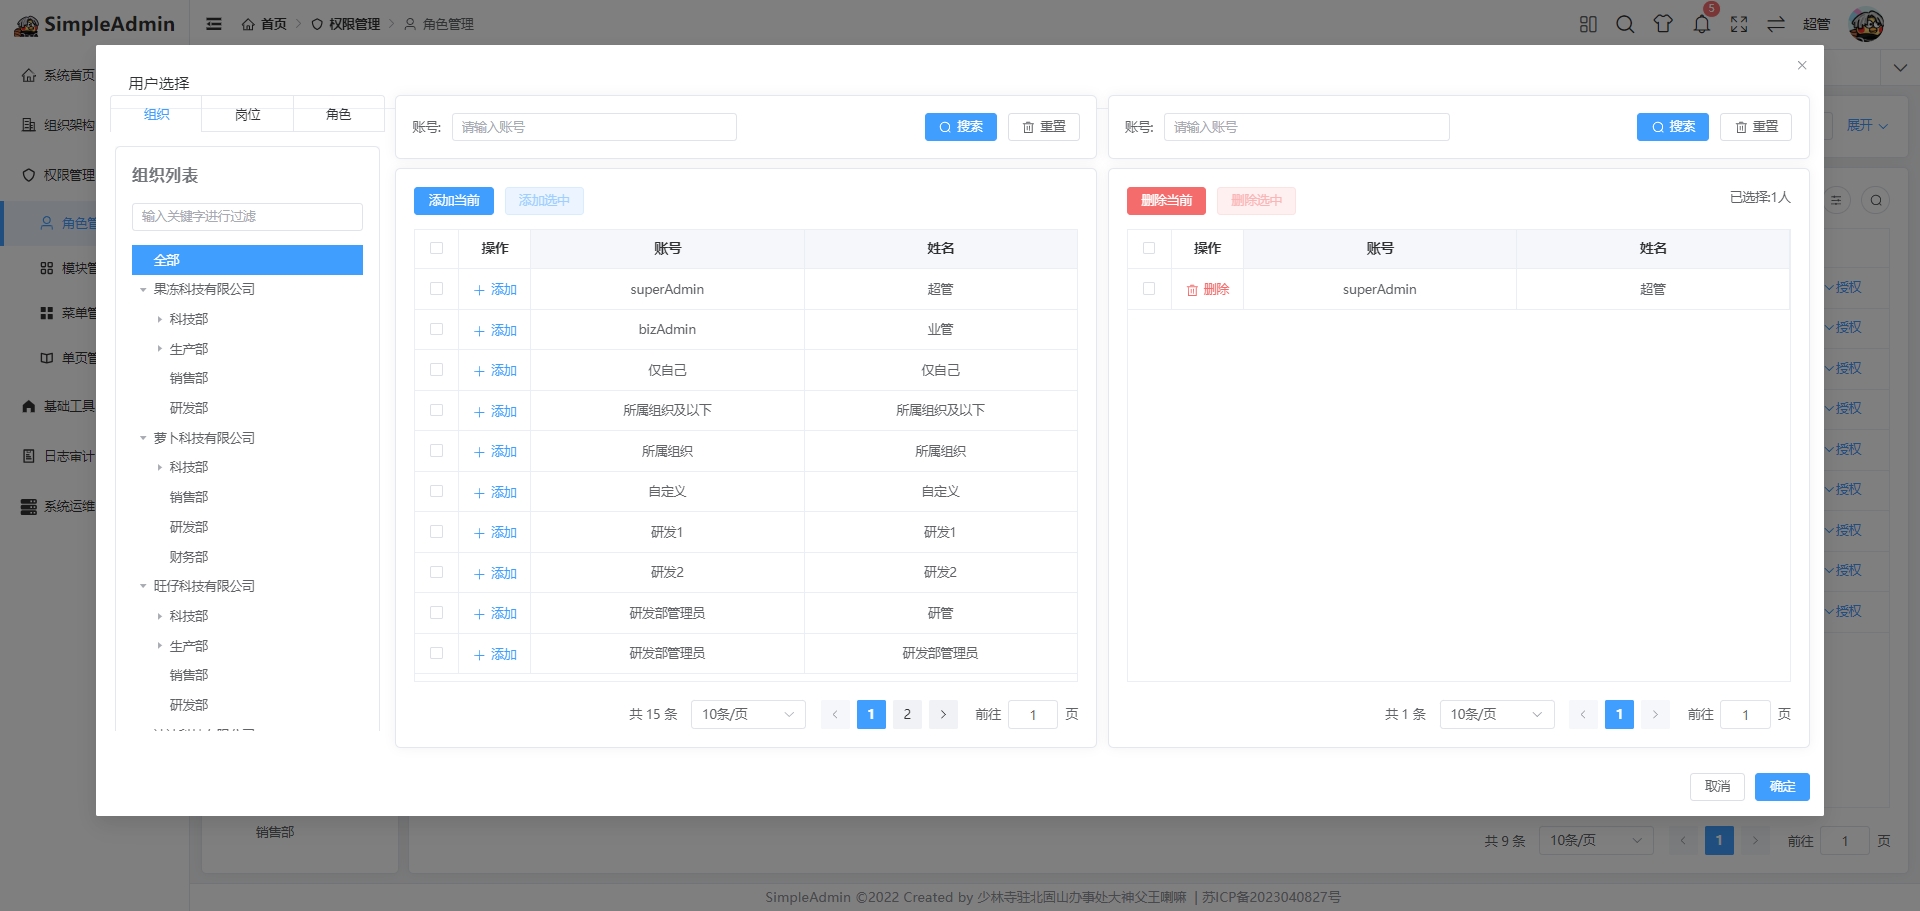 SimpleAdmin
首页
权限管理
角色管理
5
超管
系统首页
组织架构
权限管理
角色管
模块管
菜单管
单页管
基础工具
日志审计
系统运维
用户选择
组织
岗位
角色
组织列表
输入关键字进行过滤
全部
果冻科技有限公司
科技部
生产部
销售部
研发部
萝卜科技有限公司
科技部
销售部
研发部
财务部
旺仔科技有限公司
科技部
生产部
销售部
研发部
账号: 请输入账号 搜索 重置
添加当前 添加选中
操作 账号 姓名
添加 superAdmin 超管
添加 bizAdmin 业管
添加 仅自己 仅自己
添加 所属组织及以下 所属组织及以下
添加 所属组织 所属组织
添加 自定义 自定义
添加 研发1 研发1
添加 研发2 研发2
添加 研发部管理员 研管
添加 研发部管理员 研发部管理员
共 15 条 10条/页 1 2 前往 1 页
账号: 请输入账号 搜索 重置
删除当前 删除选中 已选择:1人
操作 账号 姓名
删除 superAdmin 超管
共 1 条 10条/页 1 前往 1 页
取消 确定
展开
授权
授权
授权
授权
授权
授权
授权
授权
授权
销售部
共 9 条 10条/页 1 前往 1 页
SimpleAdmin ©2022 Created by 少林寺驻北固山办事处大神父王喇嘛 | 苏ICP备2023040827号